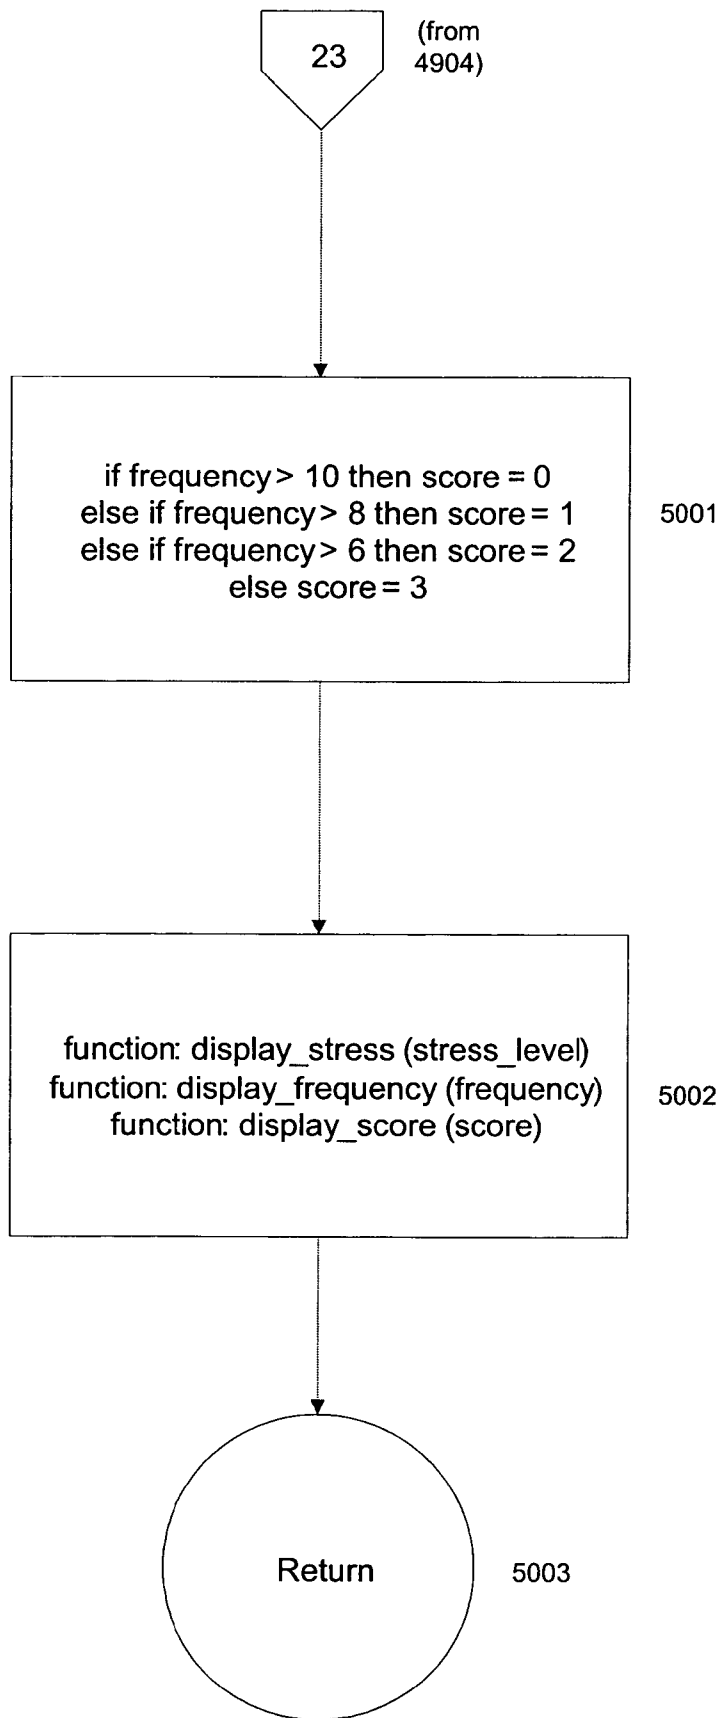 23
(from
4904)
if frequency > 10 then score = 0
else if frequency > 8 then score = 1
else if frequency > 6 then score = 2
else score = 3
5001
function: display_stress (stress_level)
function: display_frequency (frequency)
function: display_score (score)
5002
Return
5003